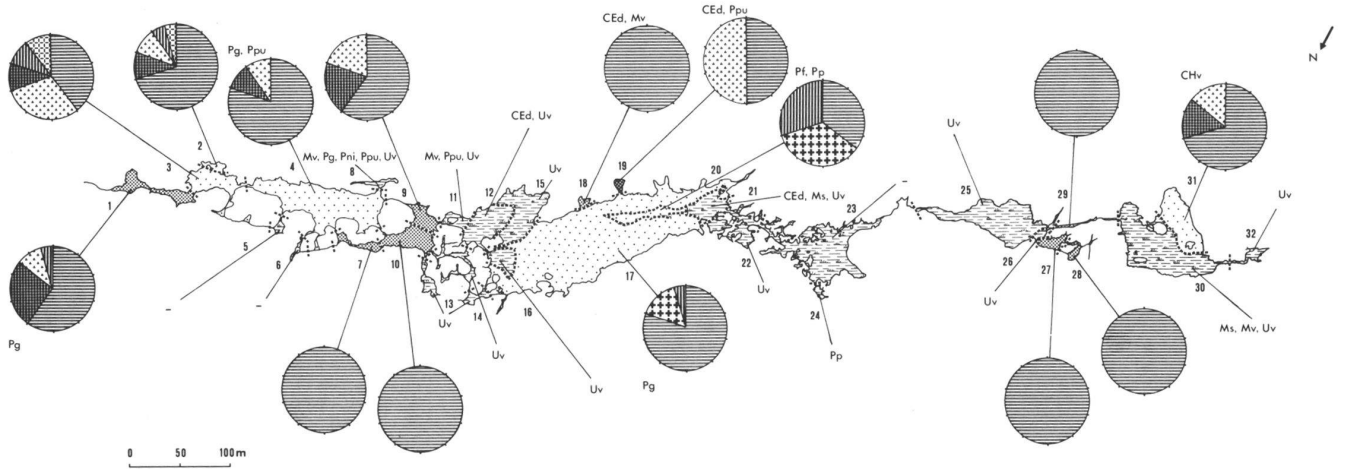 CEd, Mv
CEd, Ppu
N
Pg, Ppu
Pf, Pp
CHv
CEd, Uv
Uv
Mv, Pg, Pni, Ppu, Uv
Mv, Ppu, Uv
Uv
1
2
3
4
5
6
7
8
9
10
11
12
13
14
15
16
17
18
19
20
21
22
23
24
25
26
27
28
29
30
31
32
CEd, Ms, Uv
–
Uv
–
–
Uv
Uv
Uv
Uv
Uv
Pg
Pg
Pp
Ms, Mv, Uv
0 50 100 m